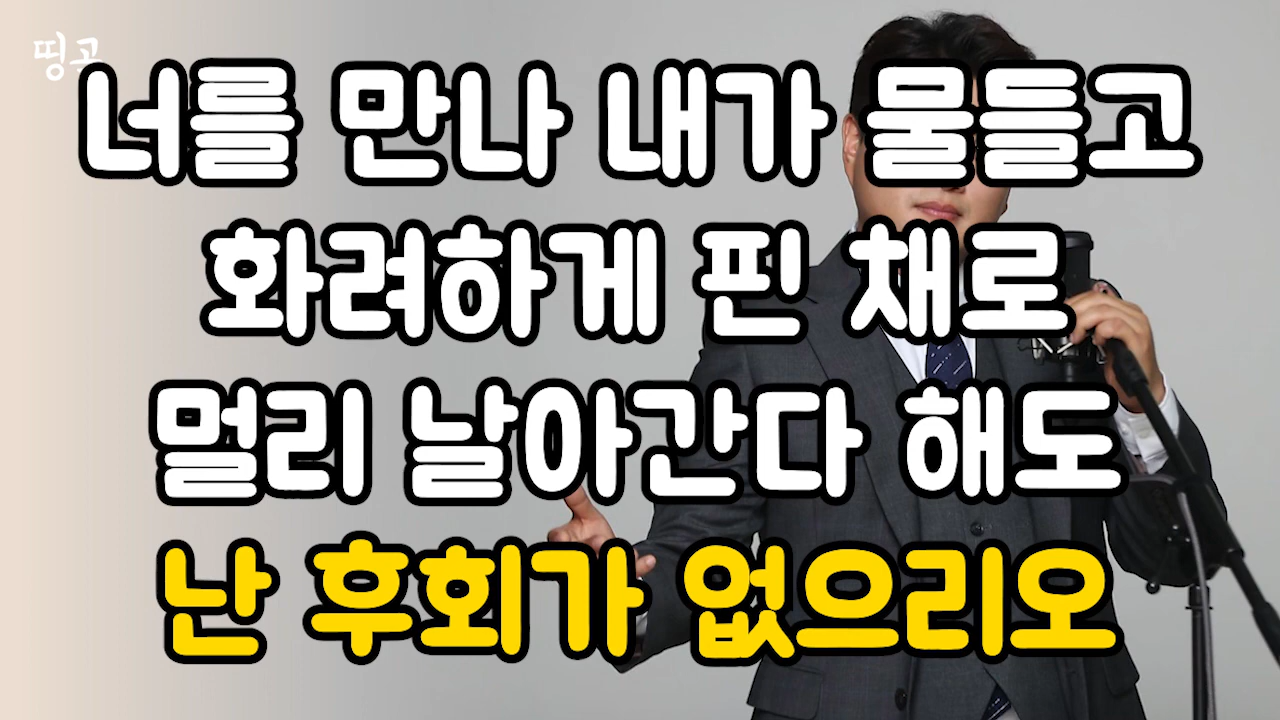 띵곡
너를 만나 내가 물들고
화려하게 핀 채로
멀리 날아간다 해도
난 후회가 없으리오